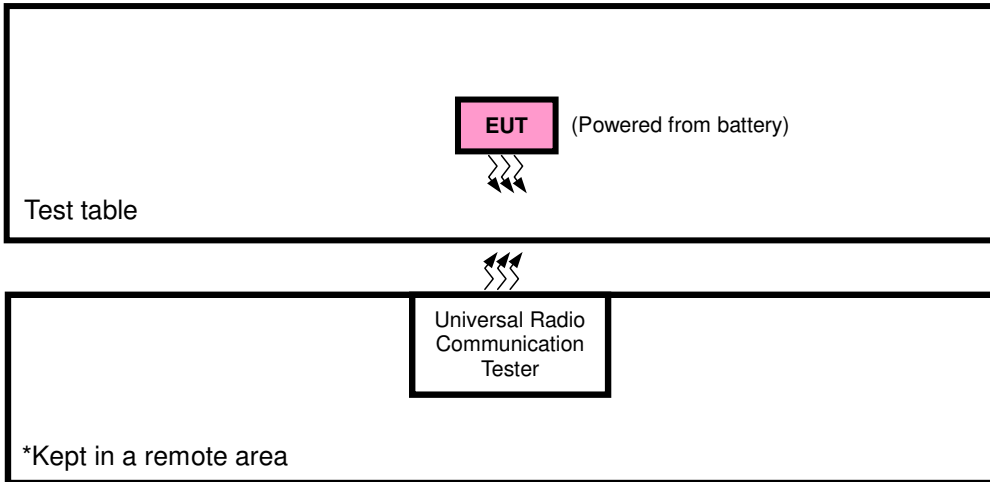 EUT (Powered from battery)
Test table
Universal Radio
Communication
Tester
*Kept in a remote area